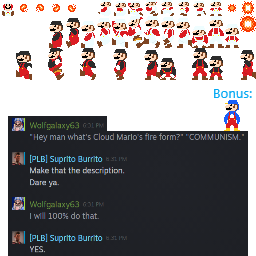 Bonus:
Wolfgalaxy63 6:31 PM
"Hey man what's Cloud Mario's fire form?" "COMMUNISM."
[PLB] Suprito Burrito 6:31 PM
Make that the description.
Dare ya.
Wolfgalaxy63 6:31 PM
I will 100% do that.
[PLB] Suprito Burrito 6:31 PM
YES.